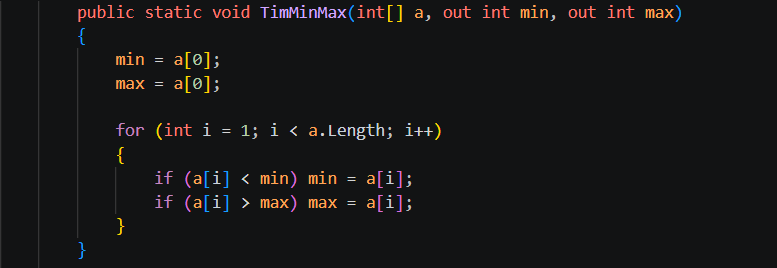 public static void TimMinMax(int[] a, out int min, out int max)
{
min = a[0];
max = a[0];
for (int i = 1; i < a.Length; i++)
{
if (a[i] < min) min = a[i];
if (a[i] > max) max = a[i];
}
}